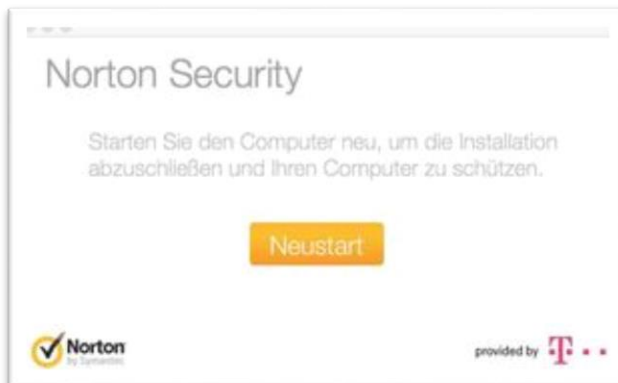 Norton Security
Starten Sie den Computer neu, um die Installation
abzuschließen und Ihren Computer zu schützen.
Neustart
Norton
by Symantec
provided by T